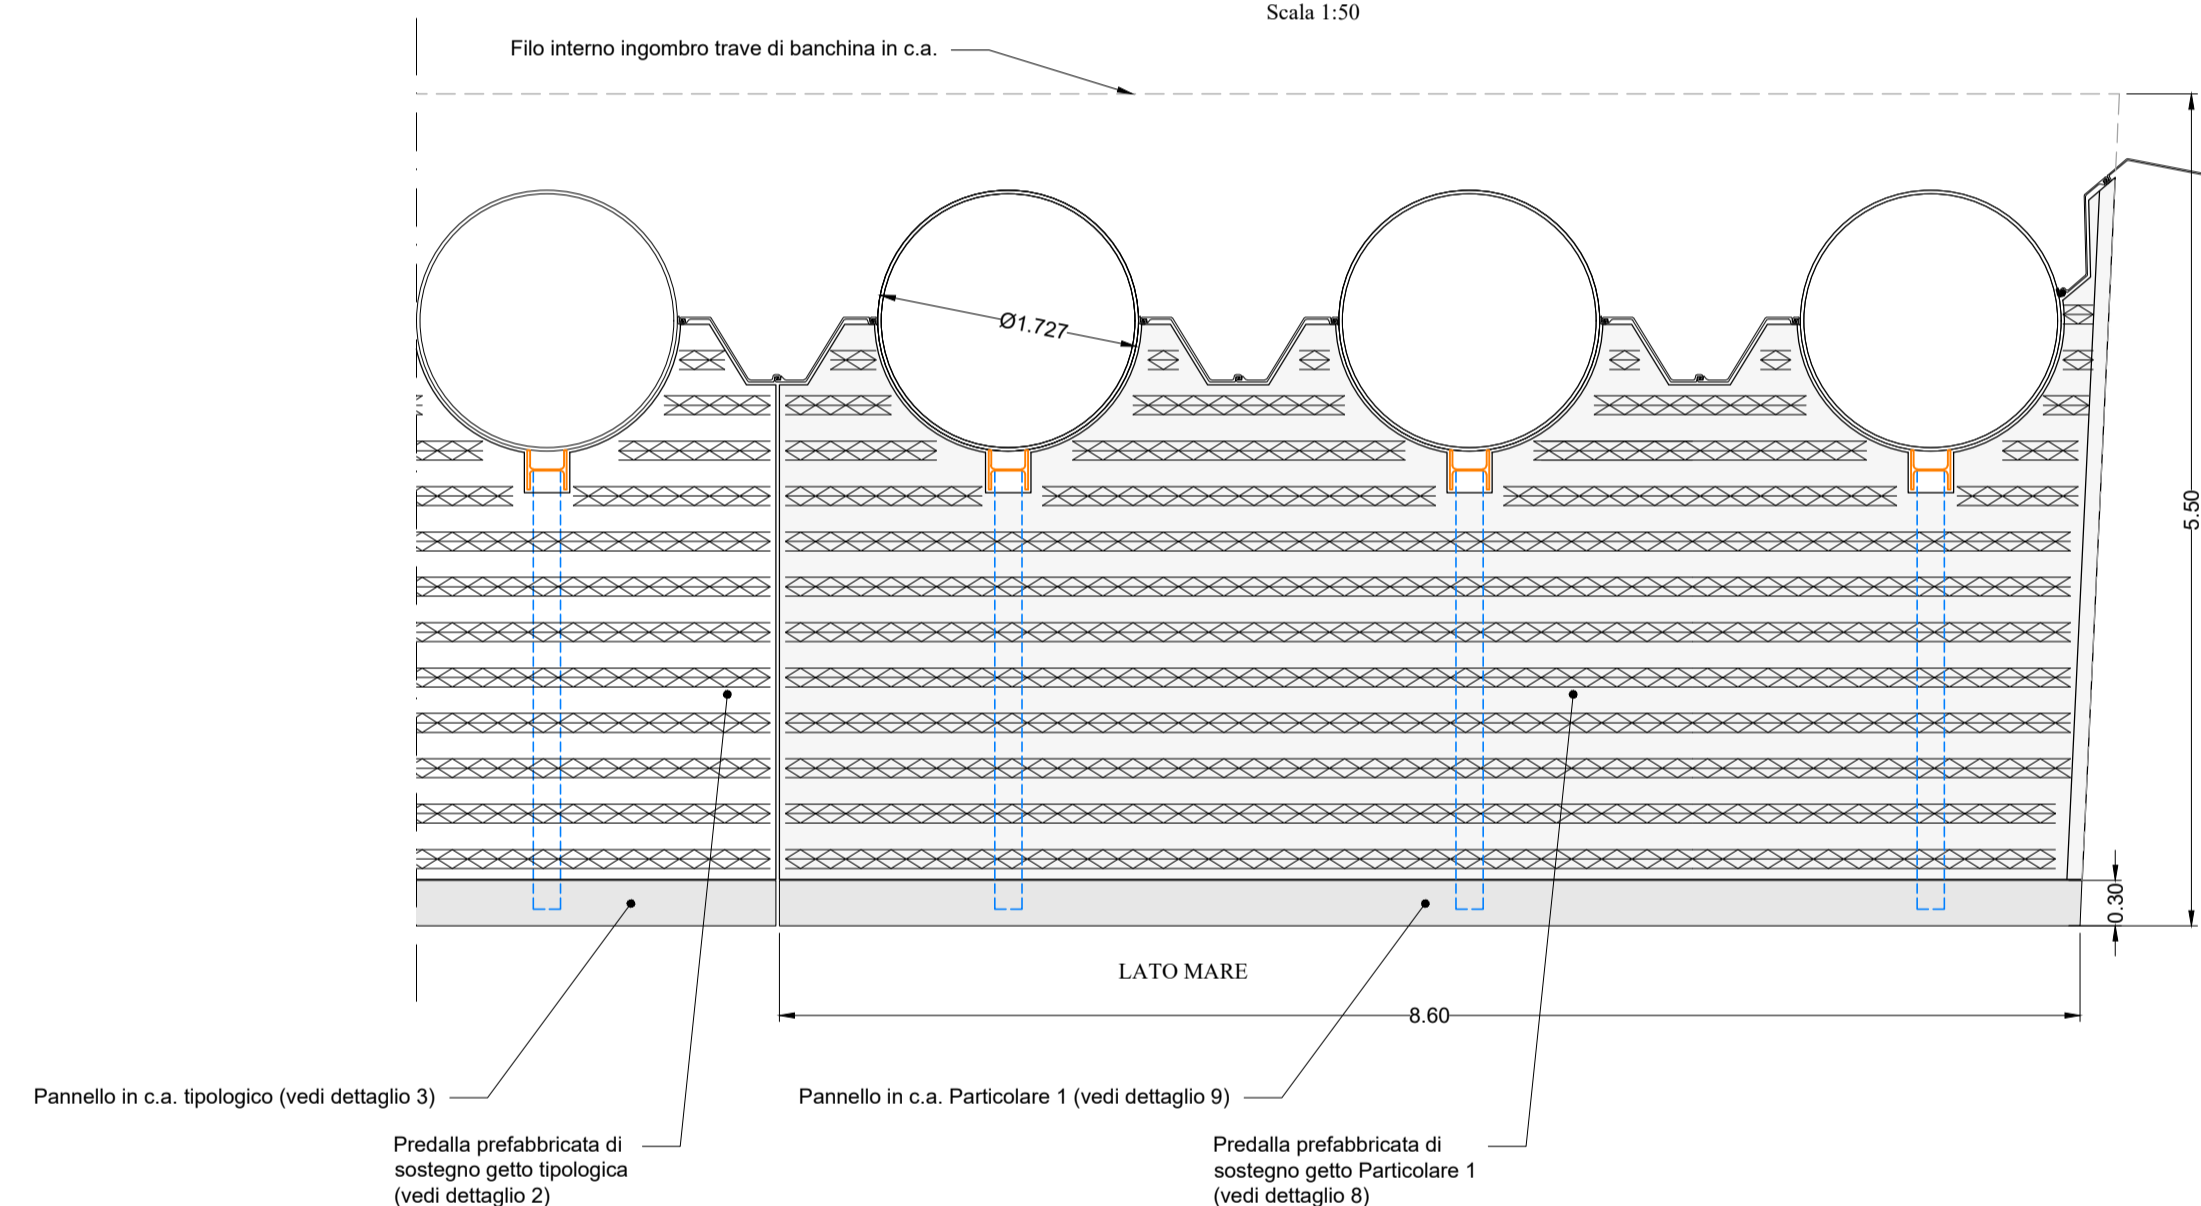 Scala 1:50
Filo interno ingombro trave di banchina in c.a.
Ø1.727
5.50
0.30
LATO MARE
8.60
Pannello in c.a. tipologico (vedi dettaglio 3)
Pannello in c.a. Particolare 1 (vedi dettaglio 9)
Predalla prefabbricata di
sostegno getto tipologica
(vedi dettaglio 2)
Predalla prefabbricata di
sostegno getto Particolare 1
(vedi dettaglio 8)